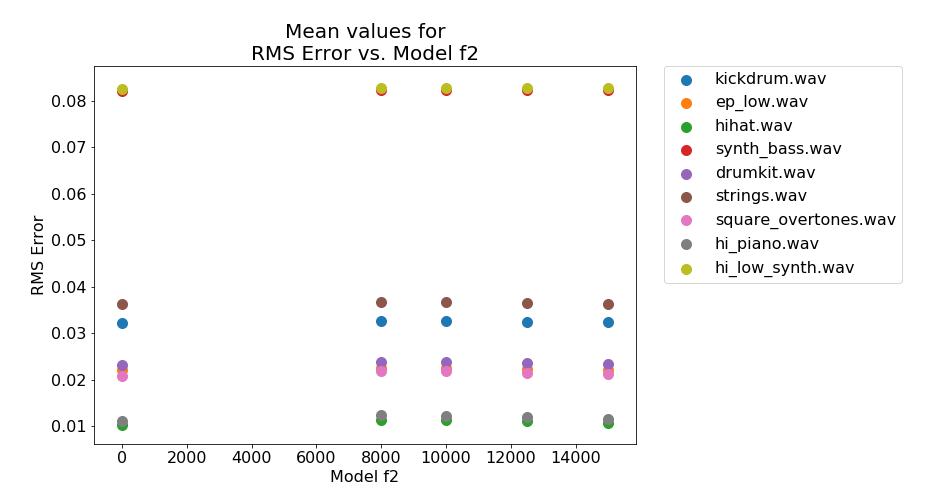 Mean values for
RMS Error vs. Model f2
RMS Error
0.08
0.07
0.06
0.05
0.04
0.03
0.02
0.01
0 2000 4000 6000 8000 10000 12000 14000
Model f2
kickdrum.wav
ep_low.wav
hihat.wav
synth_bass.wav
drumkit.wav
strings.wav
square_overtones.wav
hi_piano.wav
hi_low_synth.wav